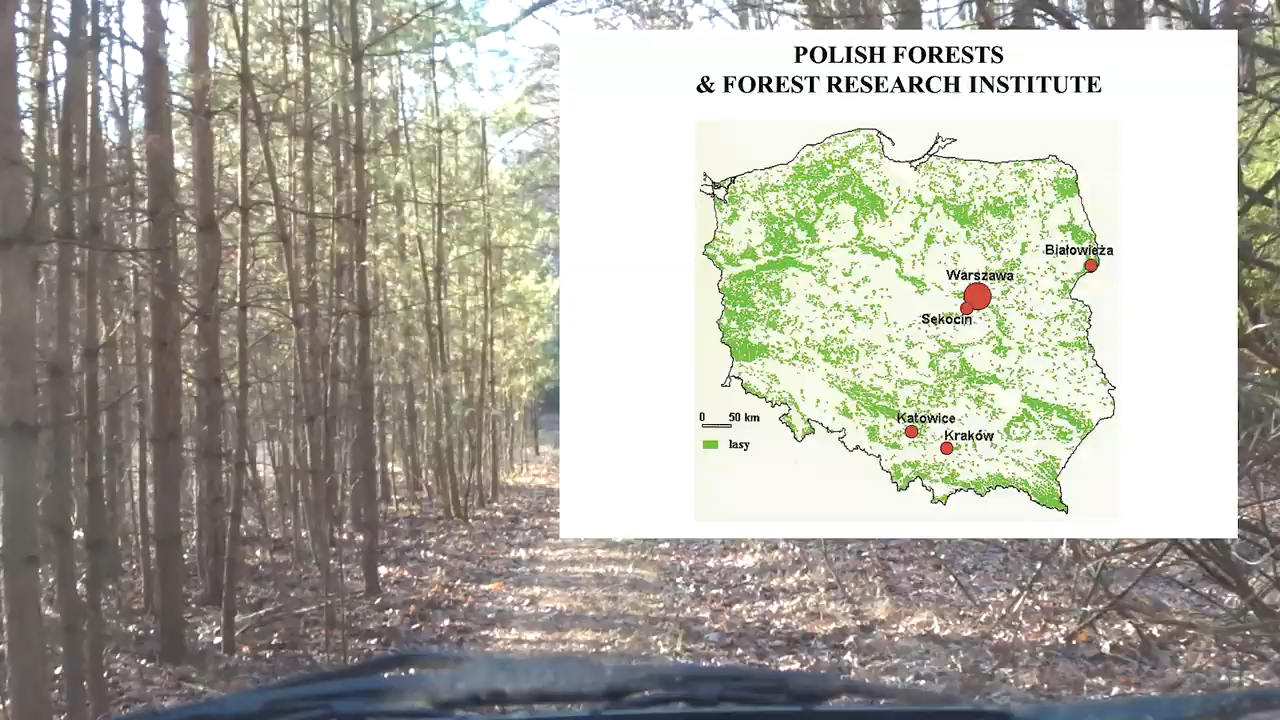 POLISH FORESTS
& FOREST RESEARCH INSTITUTE
Białowieża
Warszawa
Sękocin
Katowice
Kraków
0 50 km
lasy